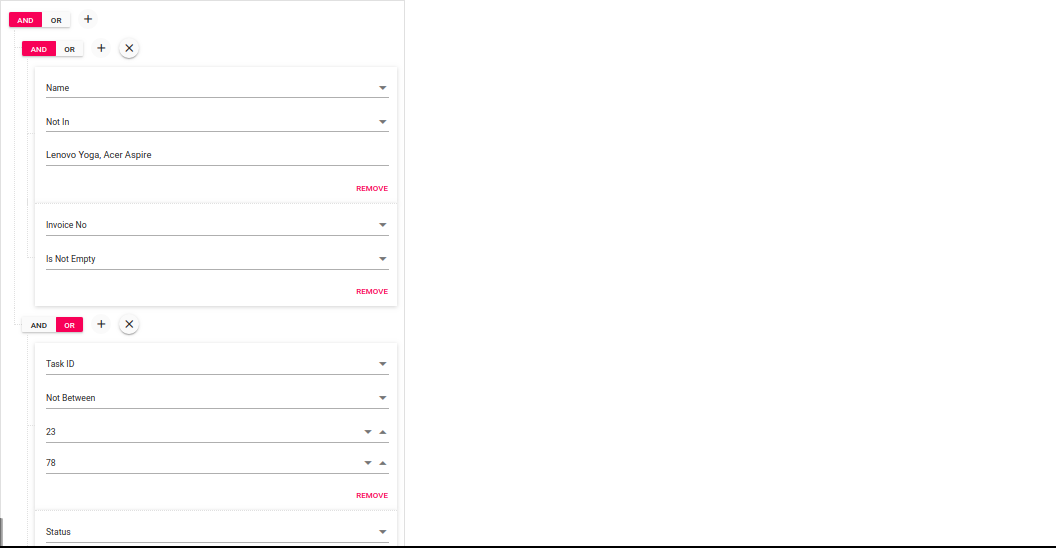 AND OR +
AND OR +
Name
Not In
Lenovo Yoga, Acer Aspire
REMOVE
Invoice No
Is Not Empty
REMOVE
AND OR +
Task ID
Not Between
23
78
REMOVE
Status